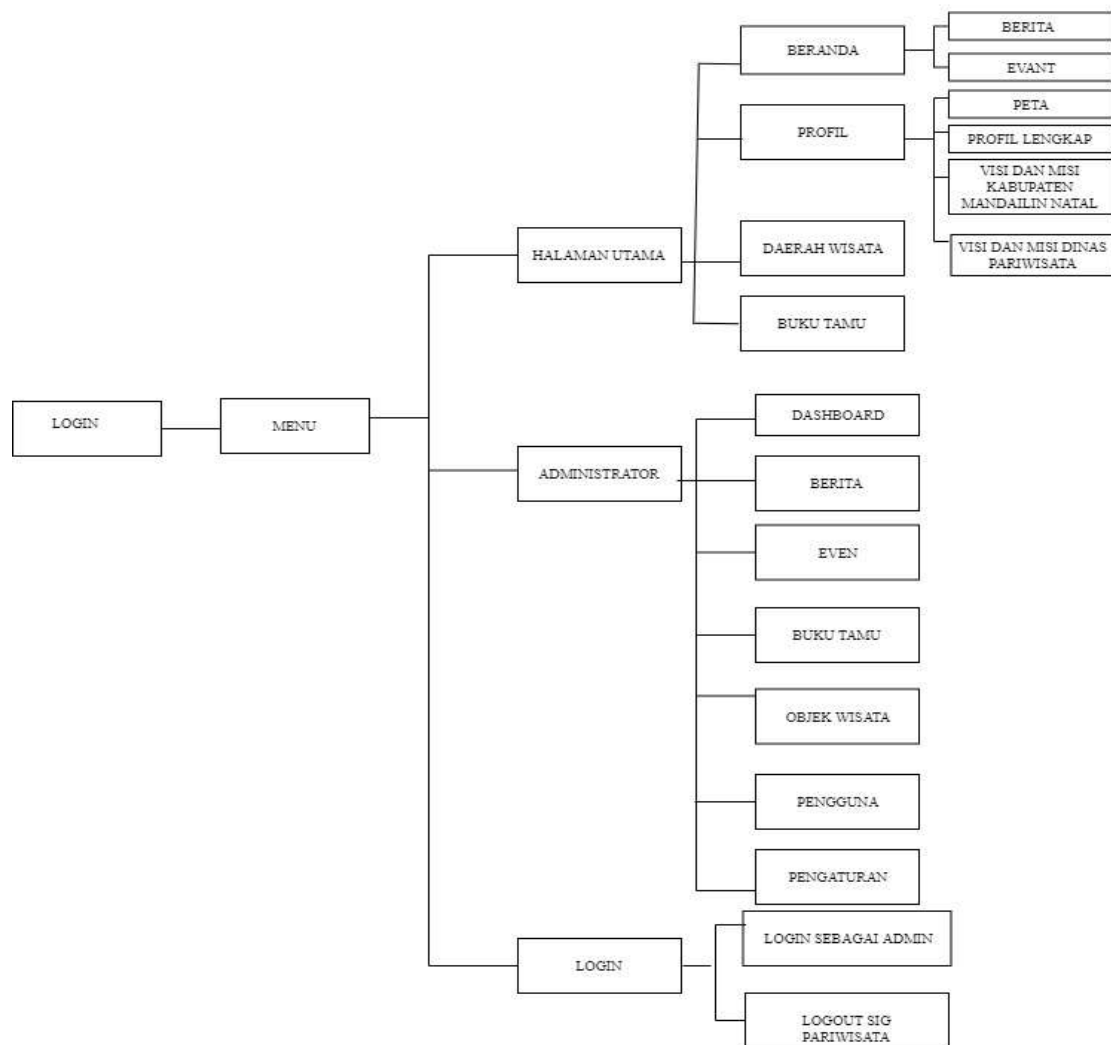 BERITA
BERANDA
EVANT
PETA
PROFIL
PROFIL LENGKAP
VISI DAN MISI
KABUPATEN
MANDAILIN NATAL
HALAMAN UTAMA
DAERAH WISATA
VISI DAN MISI DINAS
PARIWISATA
BUKU TAMU
LOGIN
MENU
DASHBOARD
ADMINISTRATOR
BERITA
EVEN
BUKU TAMU
OBJEK WISATA
PENGGUNA
PENGATURAN
LOGIN SEBAGAI ADMIN
LOGIN
LOGOUT SIG
PARIWISATA